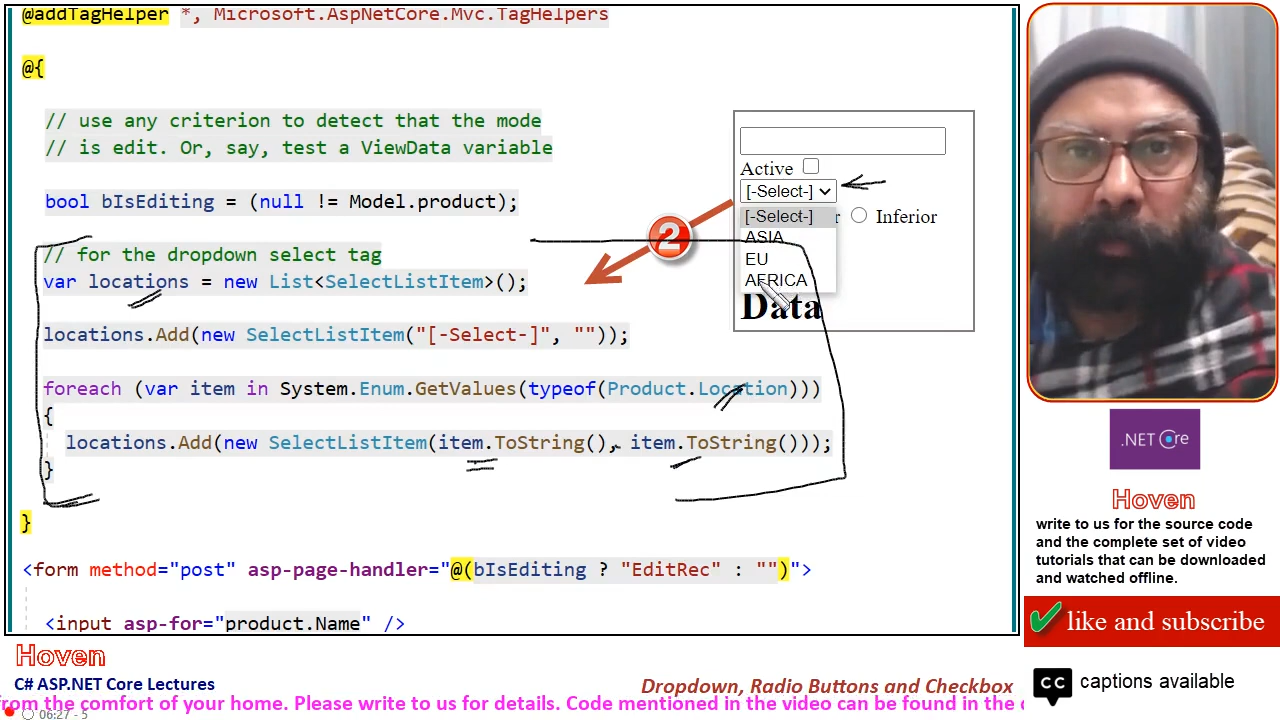 @addTagHelper *, Microsoft.AspNetCore.Mvc.TagHelpers
@{
// use any criterion to detect that the mode
// is edit. Or, say, test a ViewData variable
bool bIsEditing = (null != Model.product);
// for the dropdown select tag
var locations = new List<SelectListItem>();
locations.Add(new SelectListItem("[-Select-]", ""));
foreach (var item in System.Enum.GetValues(typeof(Product.Location)))
{
locations.Add(new SelectListItem(item.ToString(), item.ToString()));
}
}
<form method="post" asp-page-handler="@(bIsEditing ? "EditRec" : "")">
<input asp-for="product.Name" />
Active
[-Select-]
[-Select-] r Inferior
ASIA
EU
AFRICA
Data
2
.NET Core
Hoven
write to us for the source code
and the complete set of video
tutorials that can be downloaded
and watched offline.
like and subscribe
CC captions available
Hoven
C# ASP.NET Core Lectures
Dropdown, Radio Buttons and Checkbox
from the comfort of your home. Please write to us for details. Code mentioned in the video can be found in the
06:27 - 5